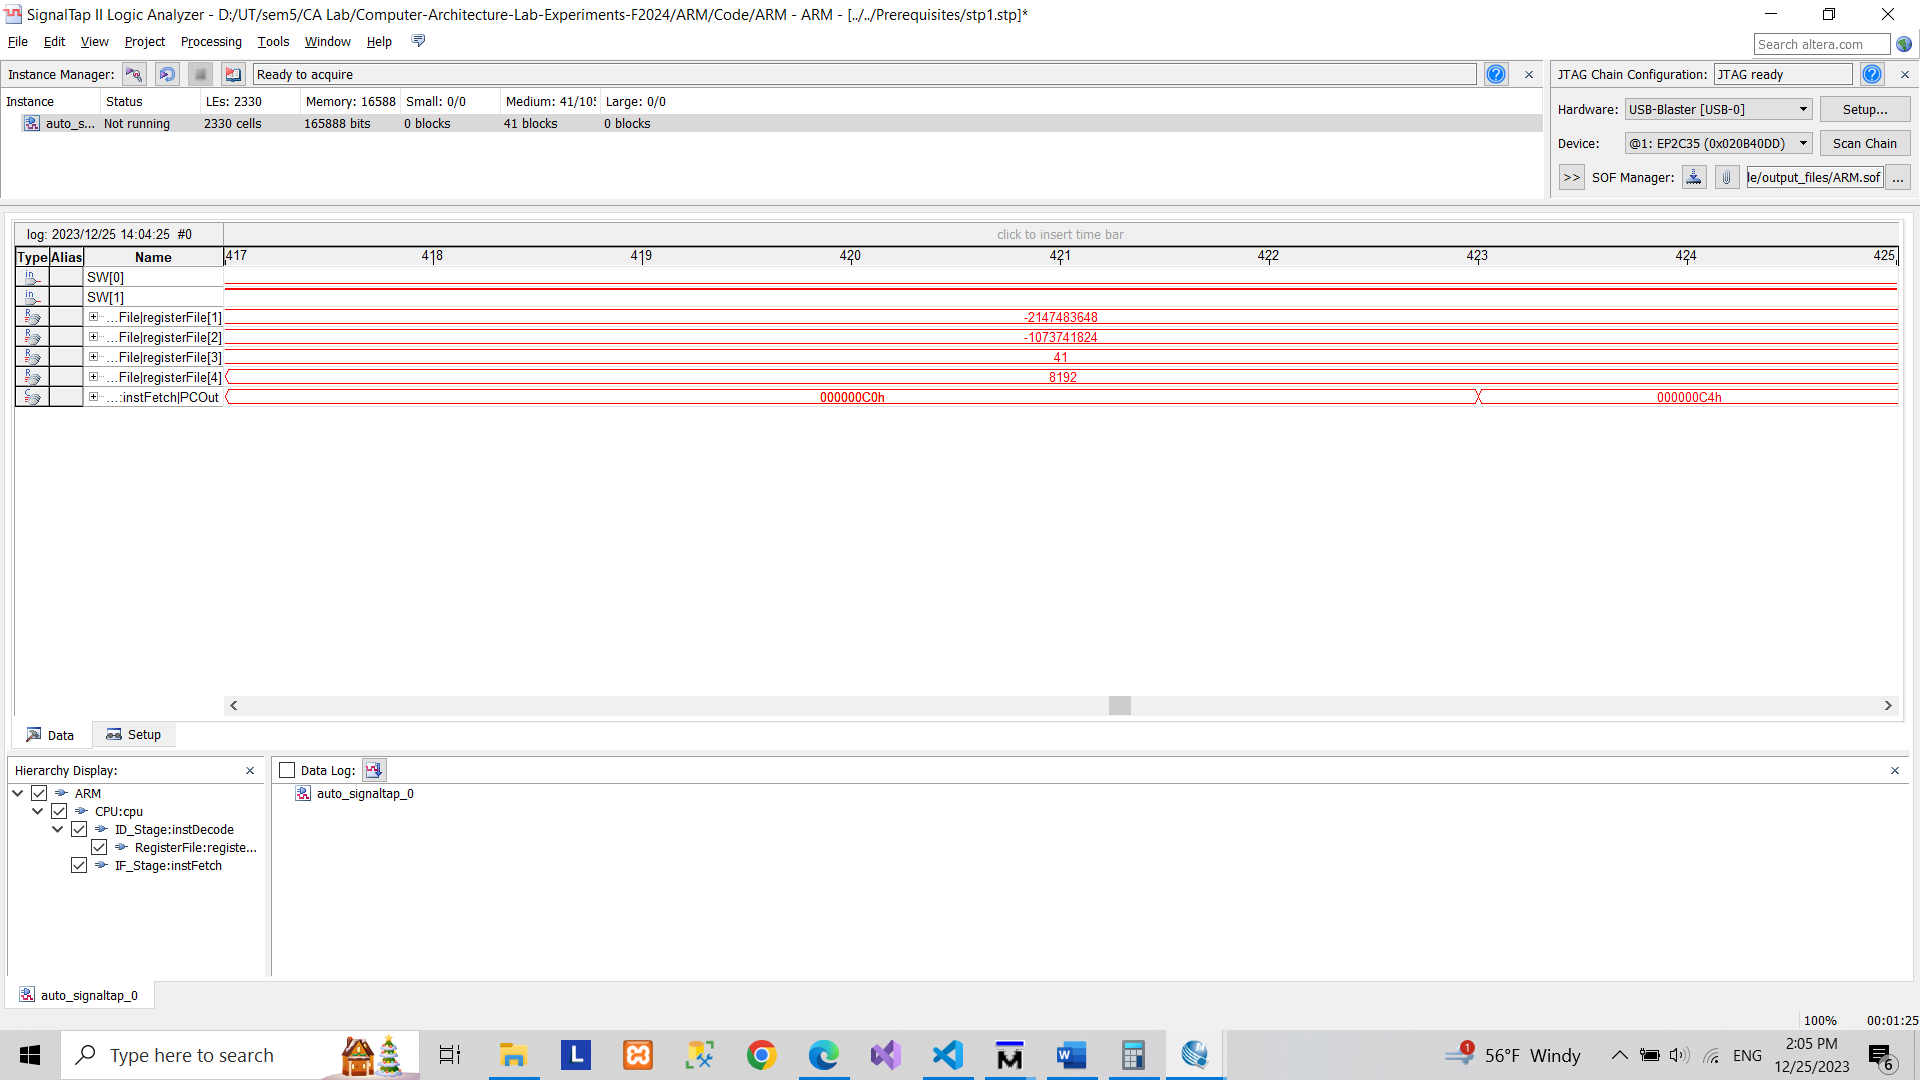 SignalTap II Logic Analyzer - D:/UT/sem5/CA Lab/Computer-Architecture-Lab-Experiments-F2024/ARM/Code/ARM - ARM - [../../Prerequisites/stp1.stp]*
File Edit View Project Processing Tools Window Help
Search altera.com
Instance Manager: Ready to acquire
JTAG Chain Configuration: JTAG ready
Instance Status LEs: 2330 Memory: 16588 Small: 0/0 Medium: 41/10 Large: 0/0
auto_s... Not running 2330 cells 165888 bits 0 blocks 41 blocks 0 blocks
Hardware: USB-Blaster [USB-0] Setup...
Device: @1: EP2C35 (0x020B40DD) Scan Chain
>> SOF Manager: le/output_files/ARM.sof ...
log: 2023/12/25 14:04:25 #0 click to insert time bar
Type Alias Name 417 418 419 420 421 422 423 424 425
in SW[0]
in SW[1]
R ...File|registerFile[1] -2147483648
R ...File|registerFile[2] -1073741824
R ...File|registerFile[3] 41
R ...File|registerFile[4] 8192
C ...:instFetch|PCOut 000000C0h 000000C4h
Data Setup
Hierarchy Display:
ARM
CPU:cpu
ID_Stage:instDecode
RegisterFile:registe...
IF_Stage:instFetch
Data Log:
auto_signaltap_0
auto_signaltap_0
100% 00:01:25
Type here to search
L
W
1
56°F Windy
ENG
2:05 PM
12/25/2023
6